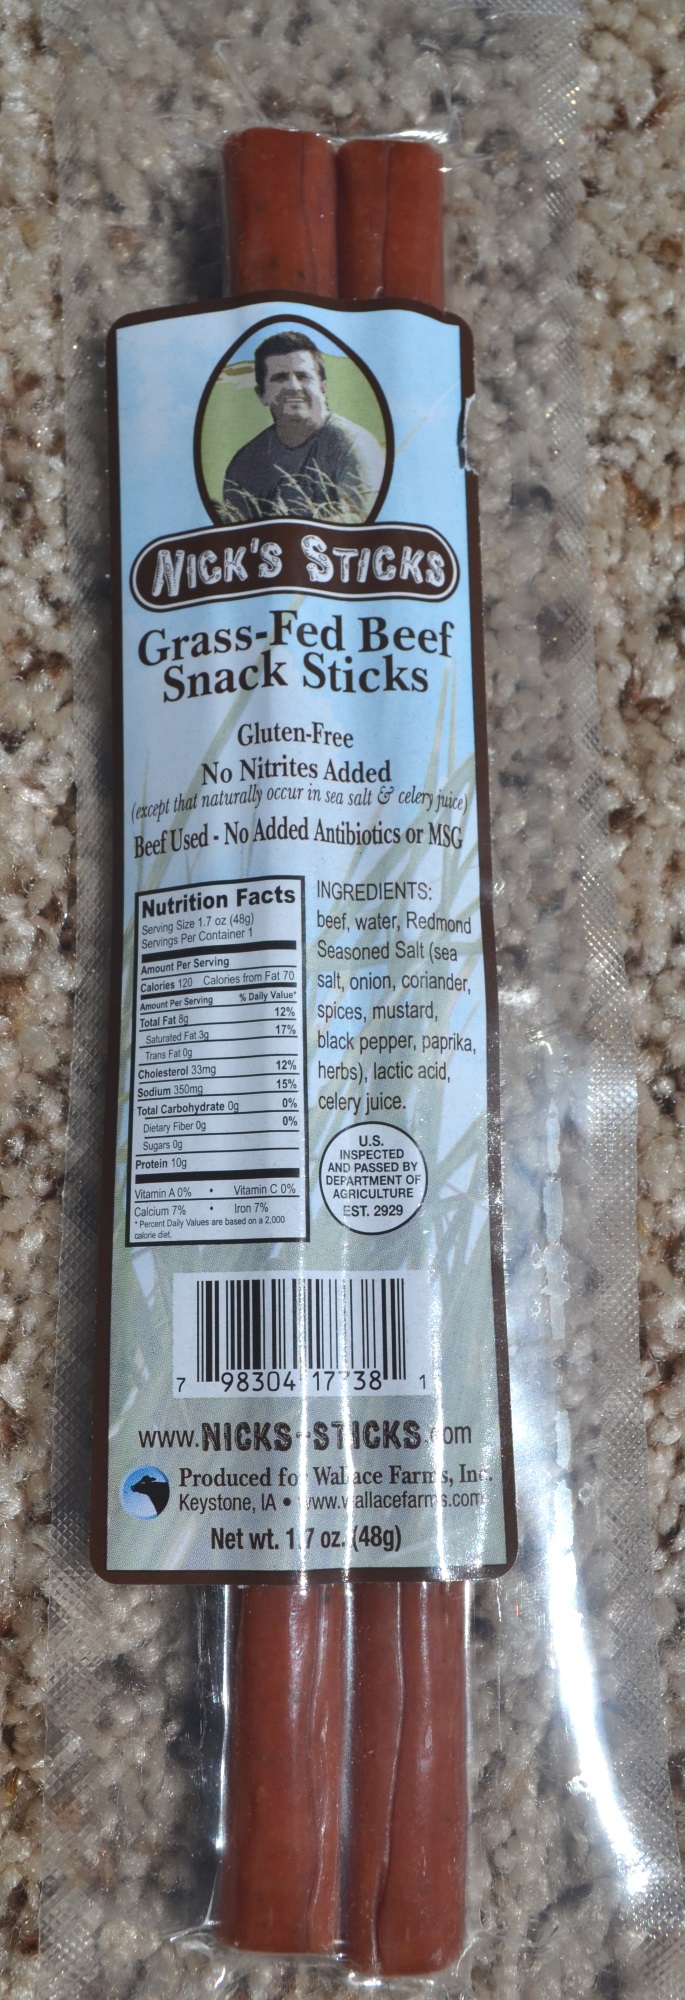 NICK'S STICKS
Grass-Fed Beef
Snack Sticks
Gluten-Free
No Nitrites Added
(except that naturally occur in sea salt & celery juice)
Beef Used - No Added Antibiotics or MSG
Nutrition Facts
Serving Size 1.7 oz (48g)
Servings Per Container 1
Amount Per Serving
Calories 120 Calories from Fat 70
Amount Per Serving % Daily Value*
Total Fat 8g 12%
Saturated Fat 3g 17%
Trans Fat 0g
Cholesterol 33mg 12%
Sodium 350mg 15%
Total Carbohydrate 0g 0%
Dietary Fiber 0g 0%
Sugars 0g
Protein 10g
Vitamin A 0% • Vitamin C 0%
Calcium 7% • Iron 7%
* Percent Daily Values are based on a 2,000
calorie diet.
INGREDIENTS:
beef, water, Redmond
Seasoned Salt (sea
salt, onion, coriander,
spices, mustard,
black pepper, paprika,
herbs), lactic acid,
celery juice.
U.S.
INSPECTED
AND PASSED BY
DEPARTMENT OF
AGRICULTURE
EST. 2929
7 98304 17738 1
www.NICKS-STICKS.com
Produced for Wallace Farms, Inc.
Keystone, IA • www.wallacefarms.com
Net wt. 1.7 oz. (48g)